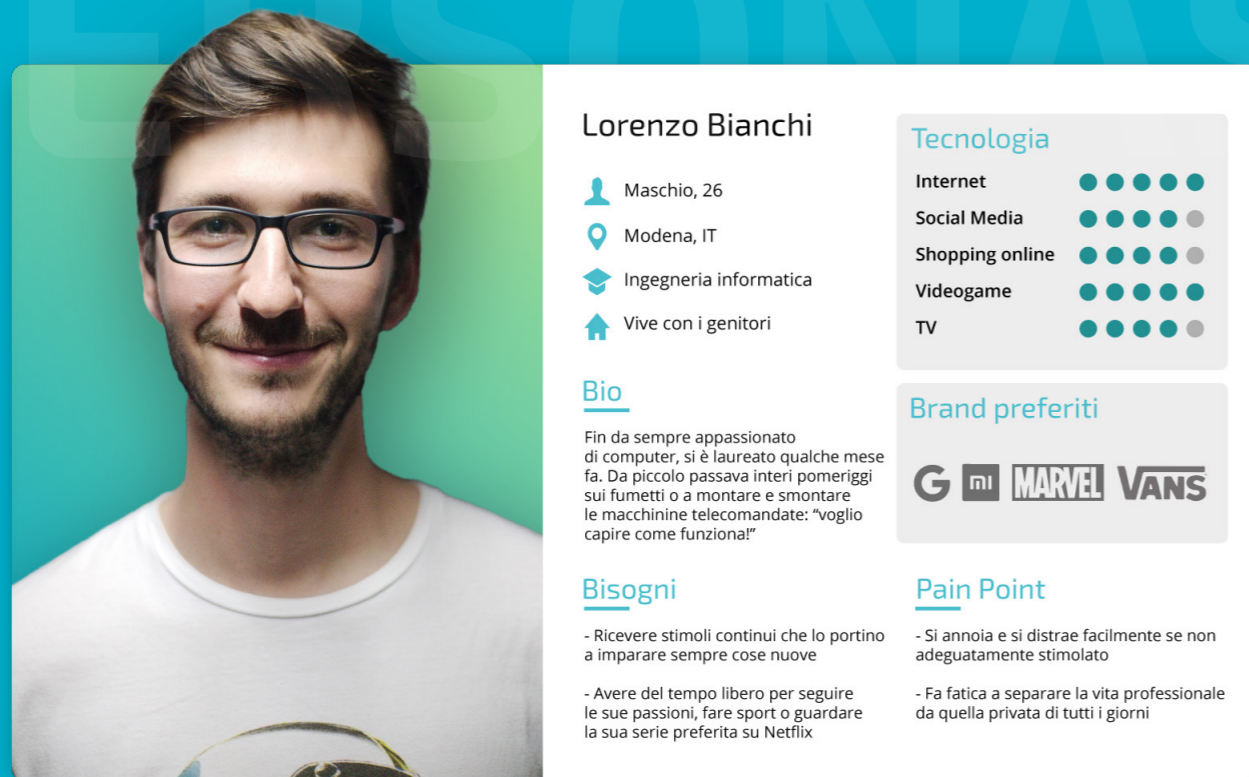 ERSONAS
Lorenzo Bianchi
Maschio, 26
Modena, IT
Ingegneria informatica
Vive con i genitori
Bio
Fin da sempre appassionato
di computer, si è laureato qualche mese
fa. Da piccolo passava interi pomeriggi
sui fumetti o a montare e smontare
le macchinine telecomandate: “voglio
capire come funziona!”
Bisogni
- Ricevere stimoli continui che lo portino
a imparare sempre cose nuove
- Avere del tempo libero per seguire
le sue passioni, fare sport o guardare
la sua serie preferita su Netflix
Tecnologia
Internet
Social Media
Shopping online
Videogame
TV
Brand preferiti
G mi MARVEL VANS
Pain Point
- Si annoia e si distrae facilmente se non
adeguatamente stimolato
- Fa fatica a separare la vita professionale
da quella privata di tutti i giorni